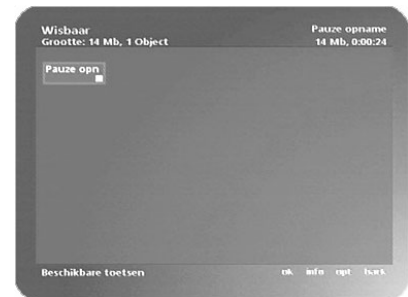 Wisbaar
Grootte: 14 Mb, 1 Object
Pauze opname
14 Mb, 0:00:24
Pauze opn
Beschikbare toetsen
ok info opt back